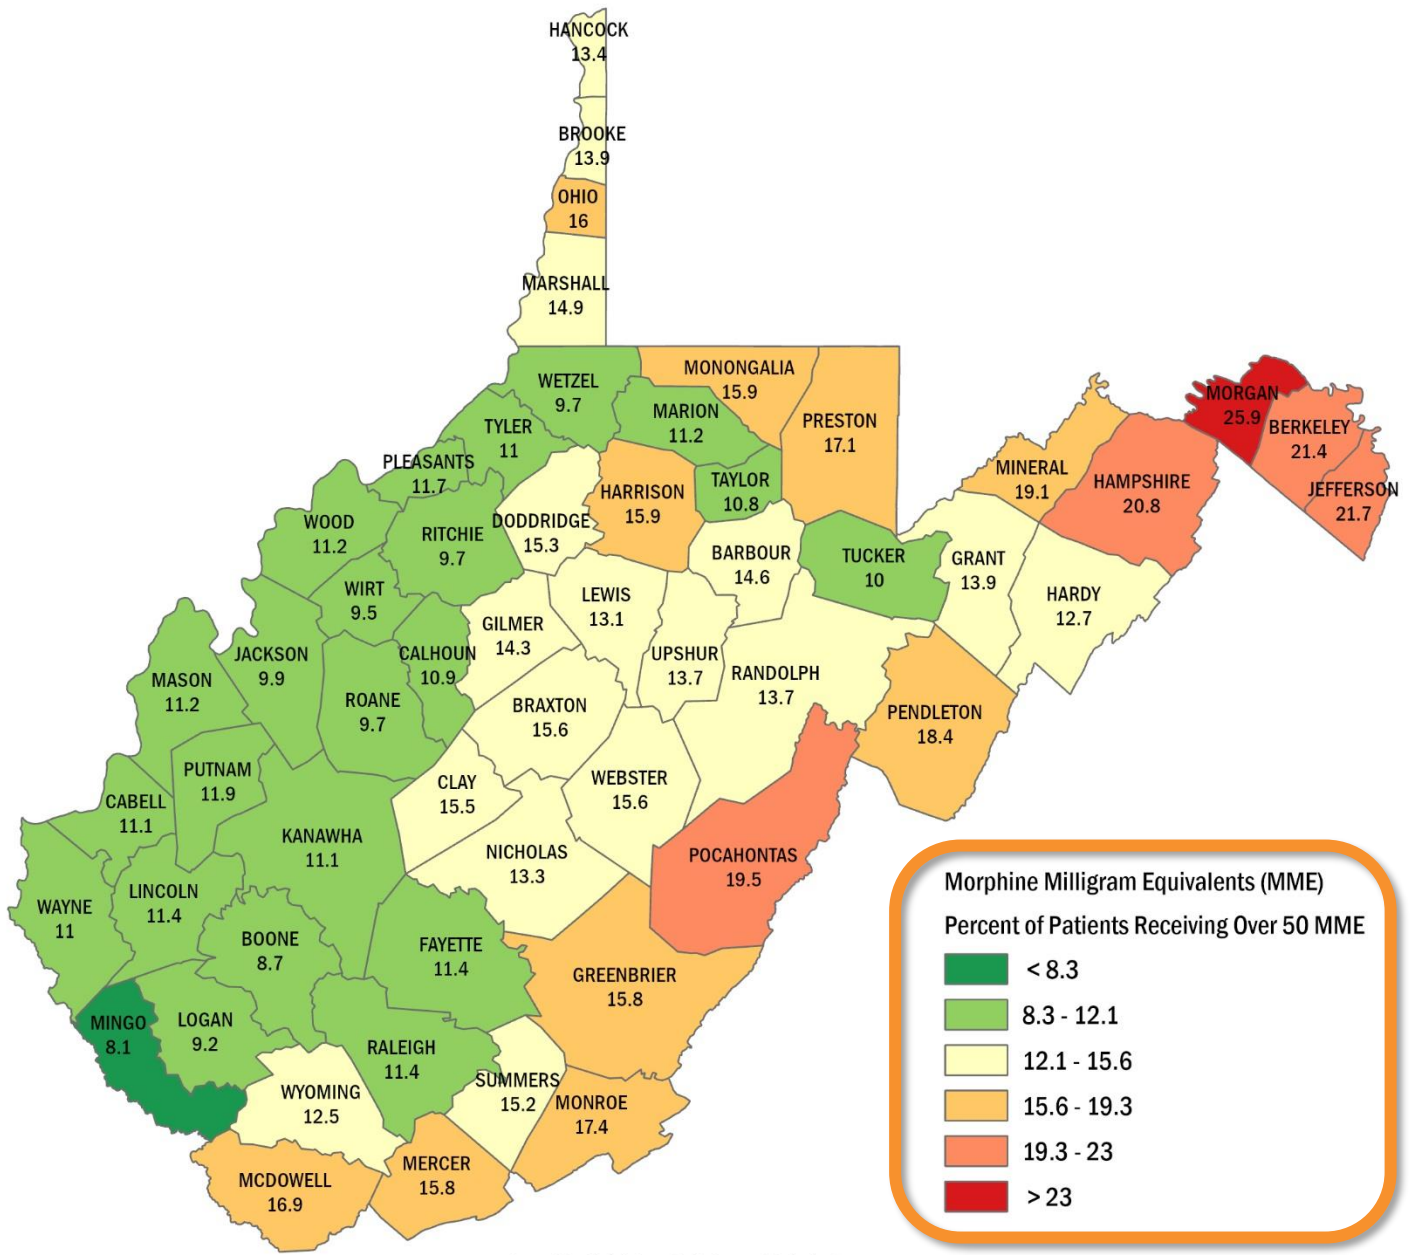 HANCOCK
13.4
BROOKE
13.9
OHIO
16
MARSHALL
14.9
WETZEL
9.7
MONONGALIA
15.9
MARION
11.2
PRESTON
17.1
TYLER
11
PLEASANTS
11.7
TAYLOR
10.8
HARRISON
15.9
DODDRIDGE
15.3
RITCHIE
9.7
WOOD
11.2
WIRT
9.5
MORGAN
25.9
BERKELEY
21.4
JEFFERSON
21.7
HAMPSHIRE
20.8
MINERAL
19.1
GRANT
13.9
HARDY
12.7
TUCKER
10
BARBOUR
14.6
LEWIS
13.1
GILMER
14.3
UPSHUR
13.7
RANDOLPH
13.7
CALHOUN
10.9
JACKSON
9.9
MASON
11.2
ROANE
9.7
BRAXTON
15.6
PENDLETON
18.4
PUTNAM
11.9
CABELL
11.1
CLAY
15.5
WEBSTER
15.6
KANAWHA
11.1
NICHOLAS
13.3
POCAHONTAS
19.5
LINCOLN
11.4
WAYNE
11
BOONE
8.7
FAYETTE
11.4
GREENBRIER
15.8
MINGO
8.1
LOGAN
9.2
RALEIGH
11.4
SUMMERS
15.2
WYOMING
12.5
MONROE
17.4
MERCER
15.8
MCDOWELL
16.9
Morphine Milligram Equivalents (MME)
Percent of Patients Receiving Over 50 MME
< 8.3
8.3 - 12.1
12.1 - 15.6
15.6 - 19.3
19.3 - 23
> 23